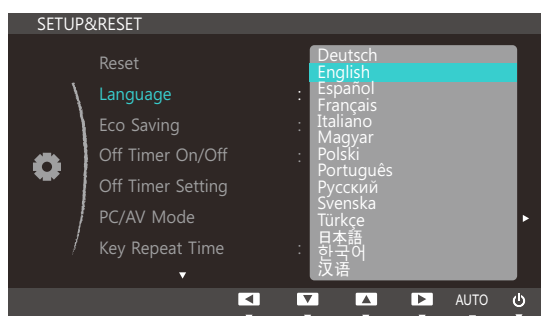 SETUP&RESET
Reset
Language :
Eco Saving :
Off Timer On/Off :
Off Timer Setting
PC/AV Mode
Key Repeat Time :
Deutsch
English
Español
Français
Italiano
Magyar
Polski
Português
Русский
Svenska
Türkçe
日本語
한국어
汉语
AUTO